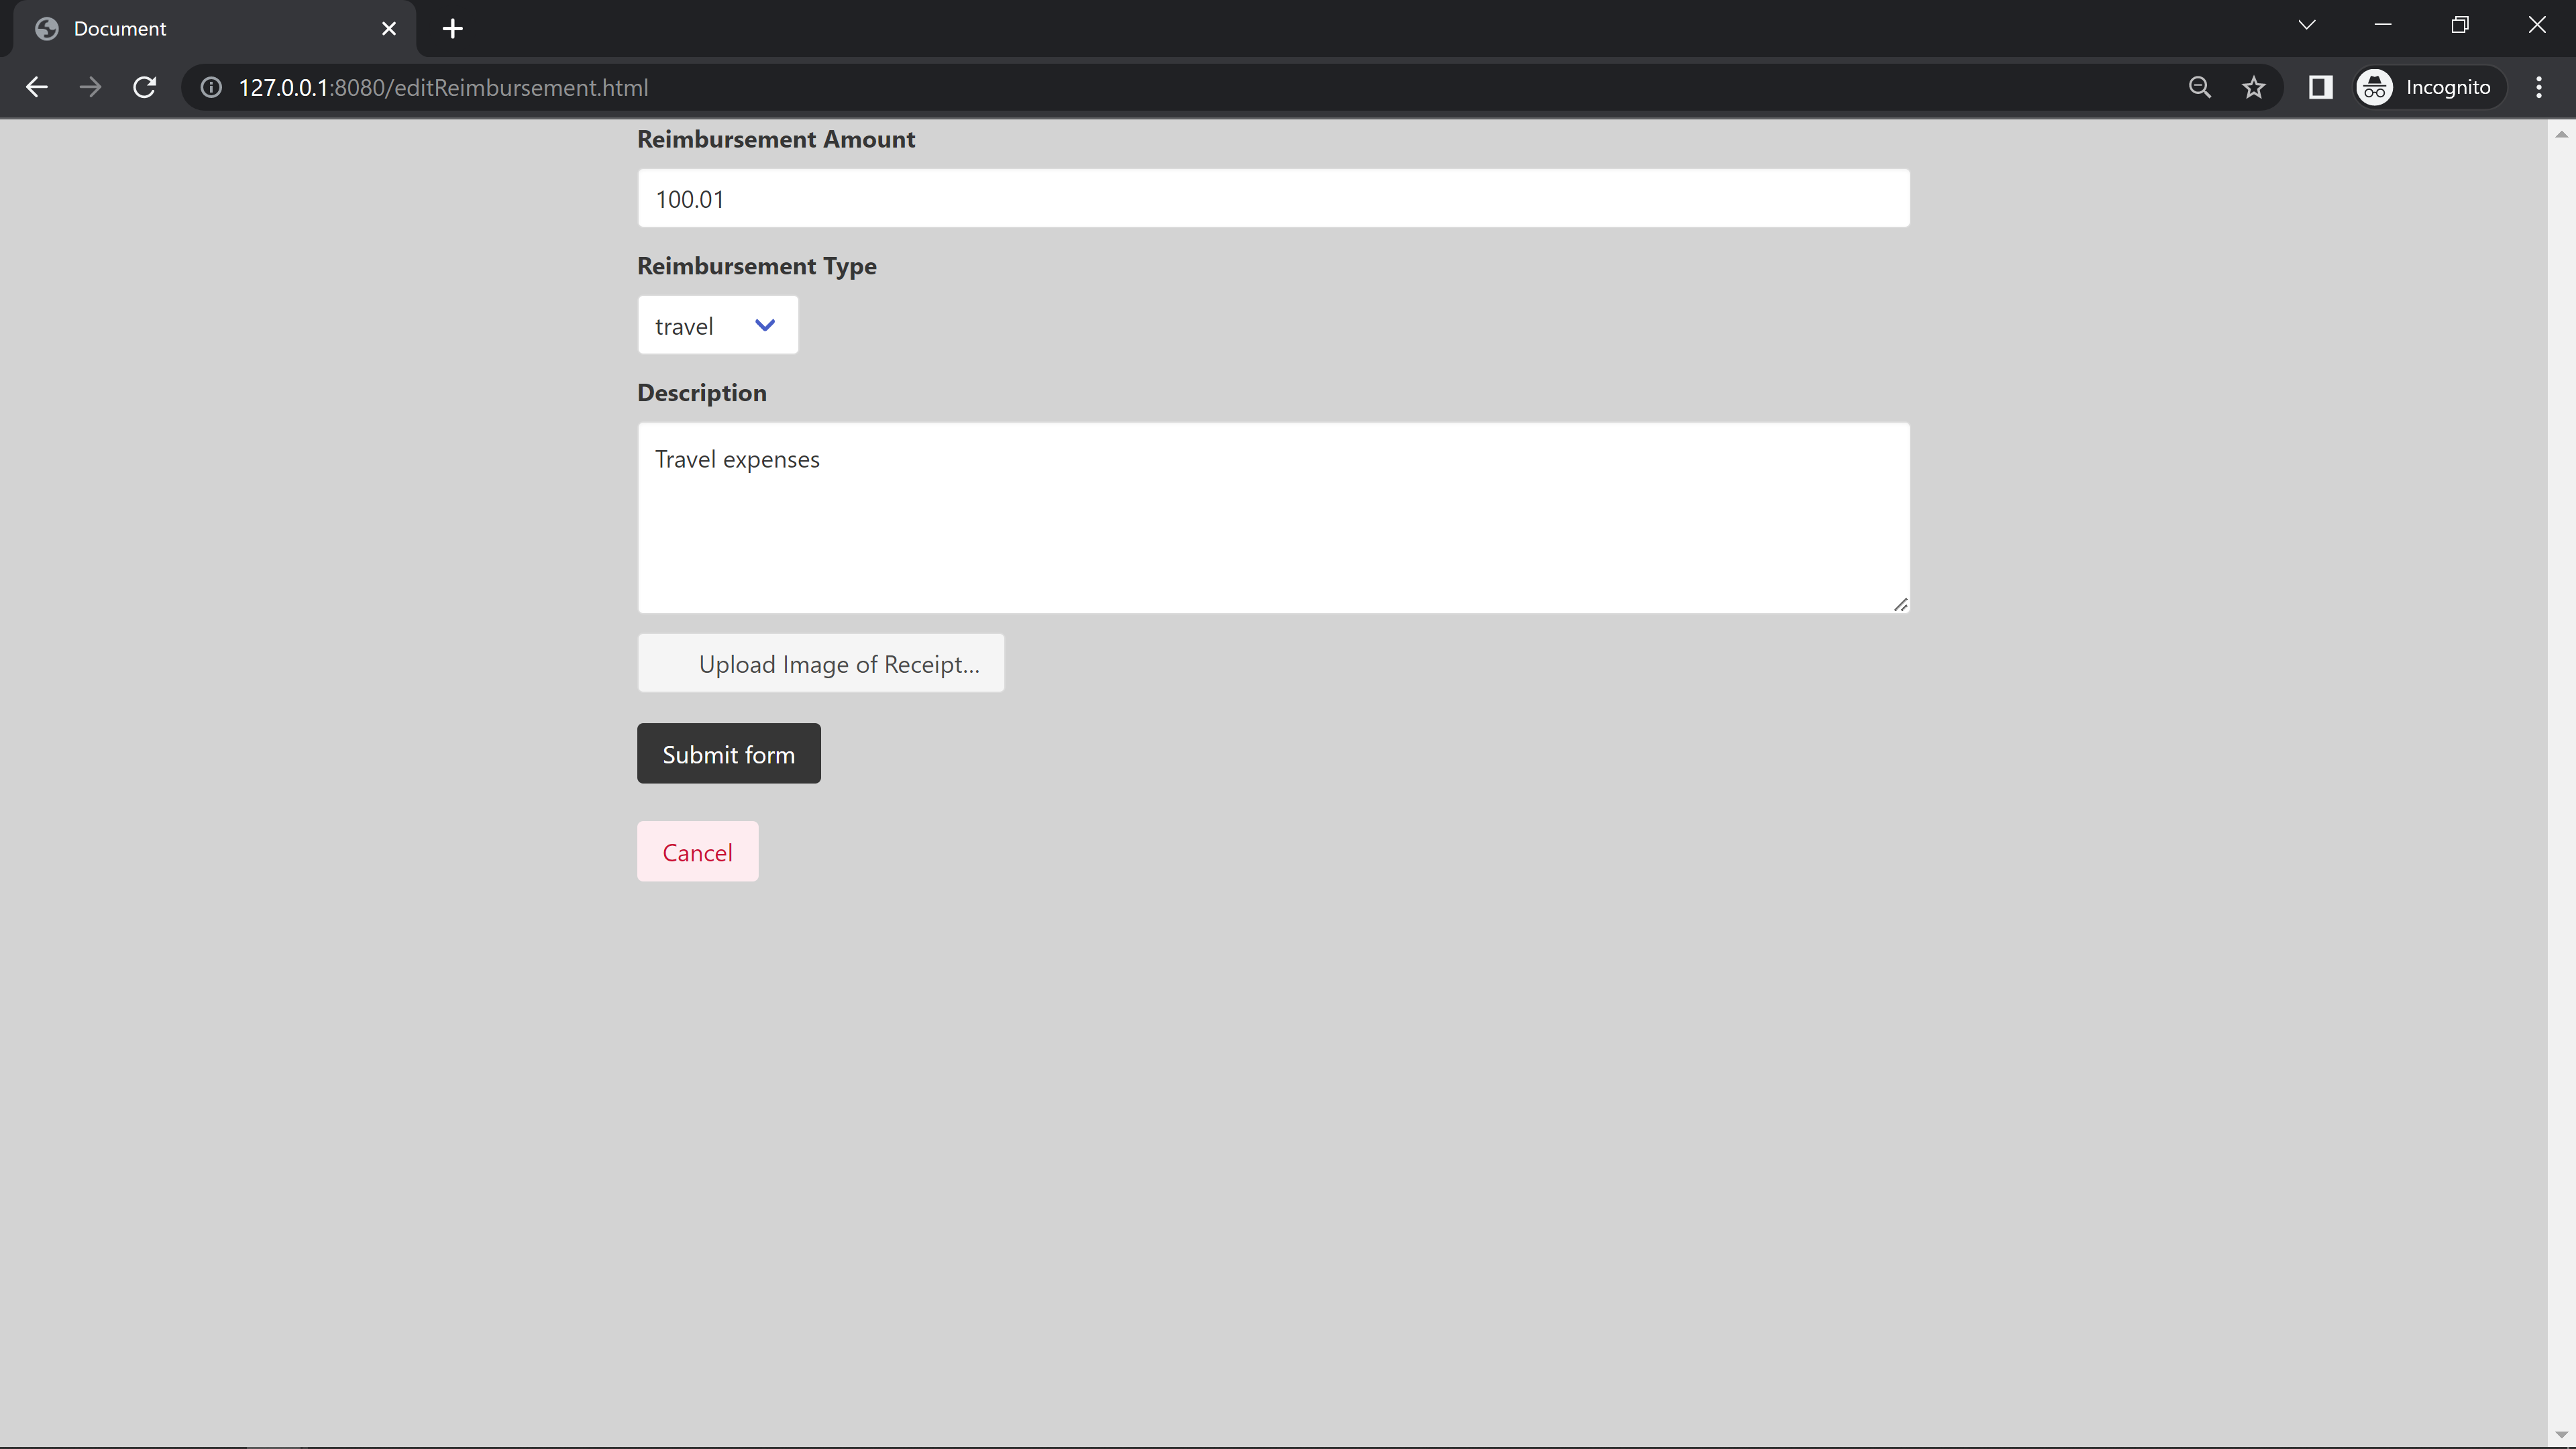 Document
127.0.0.1:8080/editReimbursement.html
Incognito
Reimbursement Amount
100.01
Reimbursement Type
travel
Description
Travel expenses
Upload Image of Receipt...
Submit form
Cancel